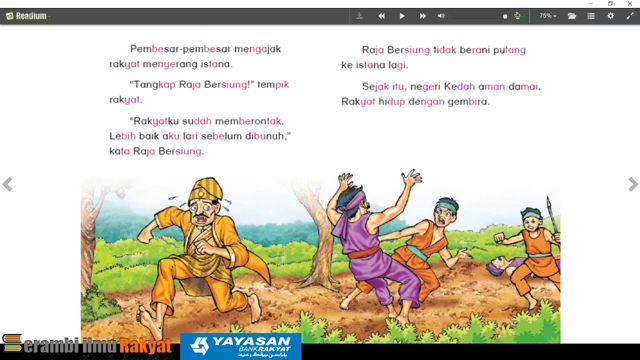 Readium
78%
Pembesar-pembesar mengajak
rakyat menyerang istana.
"Tangkap Raja Bersiung!" tempik
rakyat.
"Rakyatku sudah memberontak.
Lebih baik aku lari sebelum dibunuh,"
kata Raja Bersiung.
Raja Bersiung tidak berani pulang
ke istana lagi.
Sejak itu, negeri Kedah aman damai.
Rakyat hidup dengan gembira.
Serambi Ilmu Rakyat
YAYASAN
BANK RAKYAT